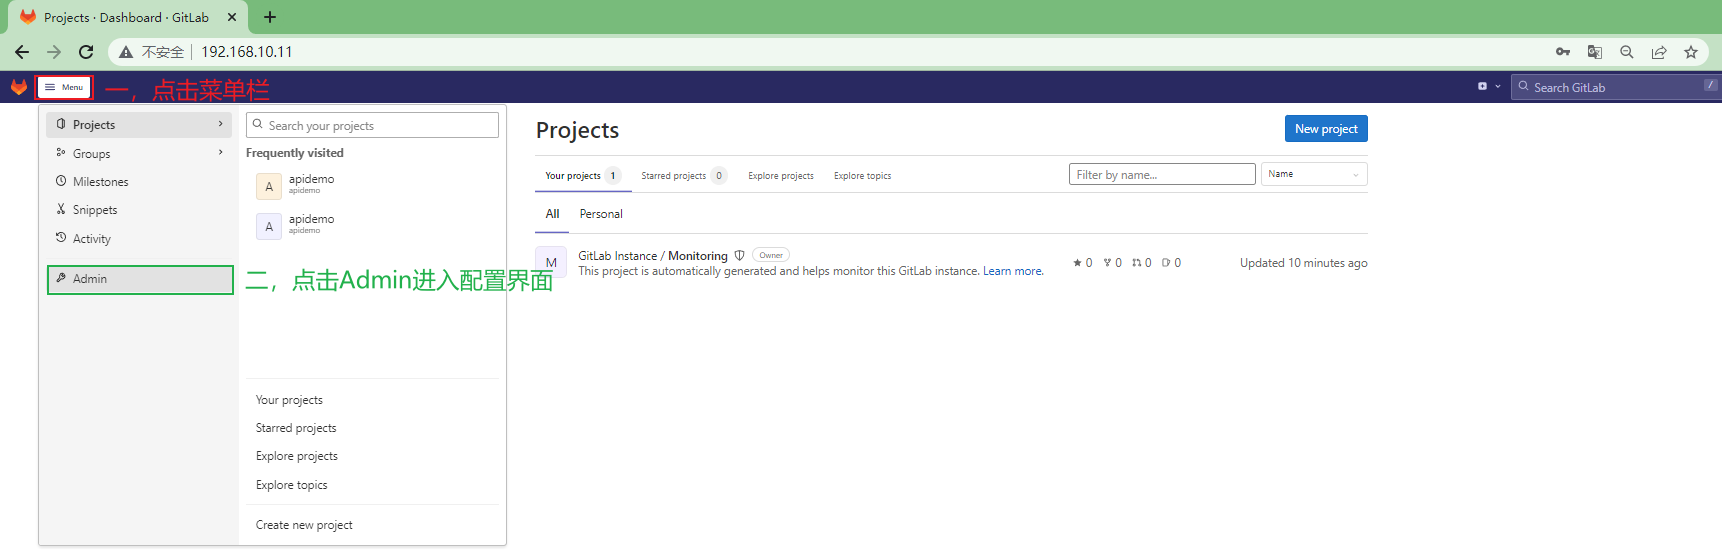 Projects · Dashboard · GitLab
不安全 192.168.10.11
Menu 一，点击菜单栏 Search GitLab /
Projects
Groups
Milestones
Snippets
Activity
Admin
二，点击Admin进入配置界面
Search your projects
Frequently visited
A apidemo
apidemo
A apidemo
apidemo
Your projects
Starred projects
Explore projects
Explore topics
Create new project
Projects New project
Your projects 1 Starred projects 0 Explore projects Explore topics Filter by name... Name
All Personal
M GitLab Instance / Monitoring Owner 0 0 0 0 Updated 10 minutes ago
This project is automatically generated and helps monitor this GitLab instance. Learn more.